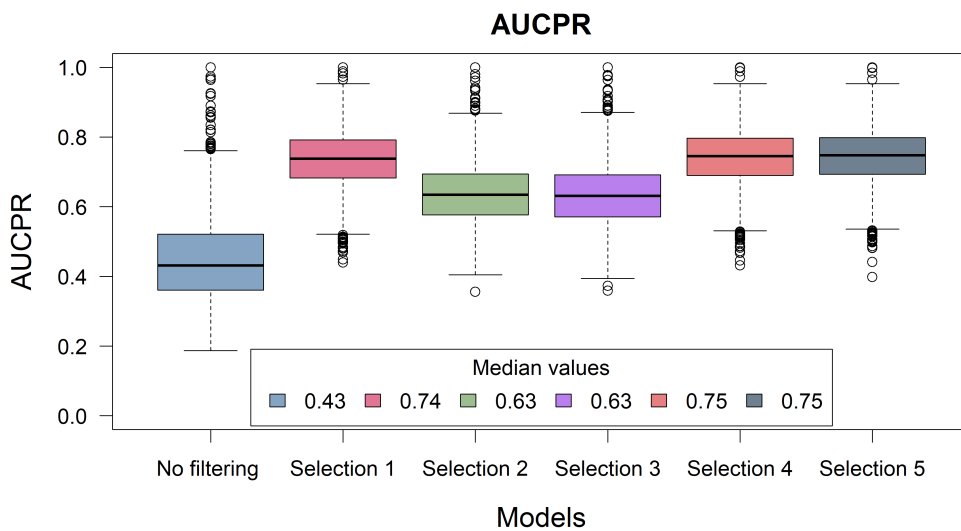 AUCPR
AUCPR
1.0
0.8
0.6
0.4
0.2
0.0
Median values
0.43 0.74 0.63 0.63 0.75 0.75
No filtering Selection 1 Selection 2 Selection 3 Selection 4 Selection 5
Models